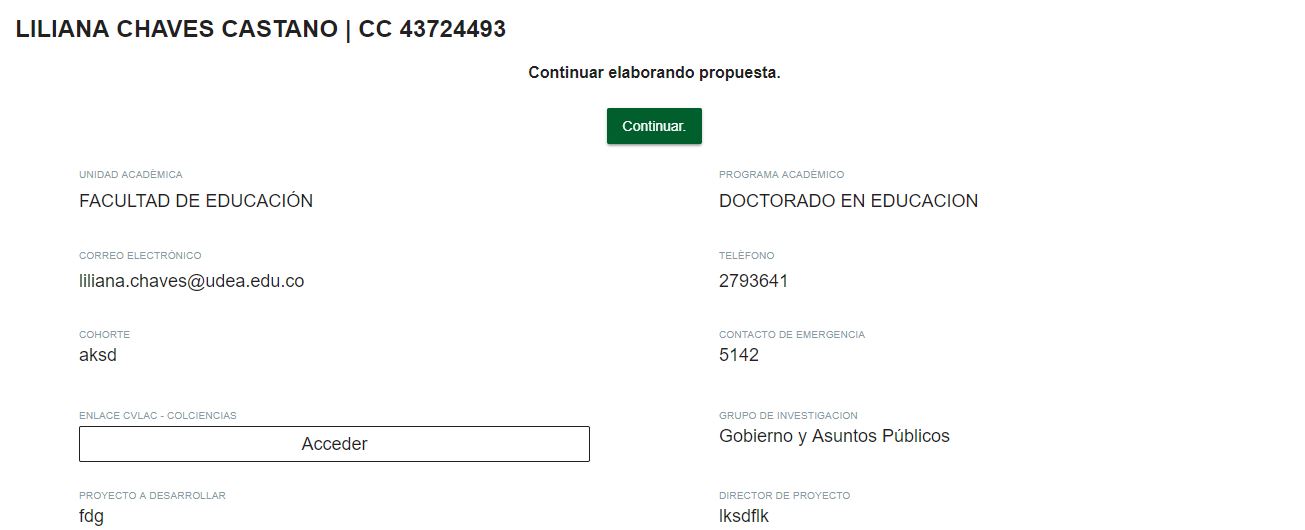 LILIANA CHAVES CASTANO | CC 43724493
Continuar elaborando propuesta.
Continuar.
UNIDAD ACADÉMICA
FACULTAD DE EDUCACIÓN
PROGRAMA ACADÉMICO
DOCTORADO EN EDUCACION
CORREO ELECTRÓNICO
liliana.chaves@udea.edu.co
TELÉFONO
2793641
COHORTE
aksd
CONTACTO DE EMERGENCIA
5142
ENLACE CVLAC - COLCIENCIAS
Acceder
GRUPO DE INVESTIGACION
Gobierno y Asuntos Públicos
PROYECTO A DESARROLLAR
fdg
DIRECTOR DE PROYECTO
lksdflk